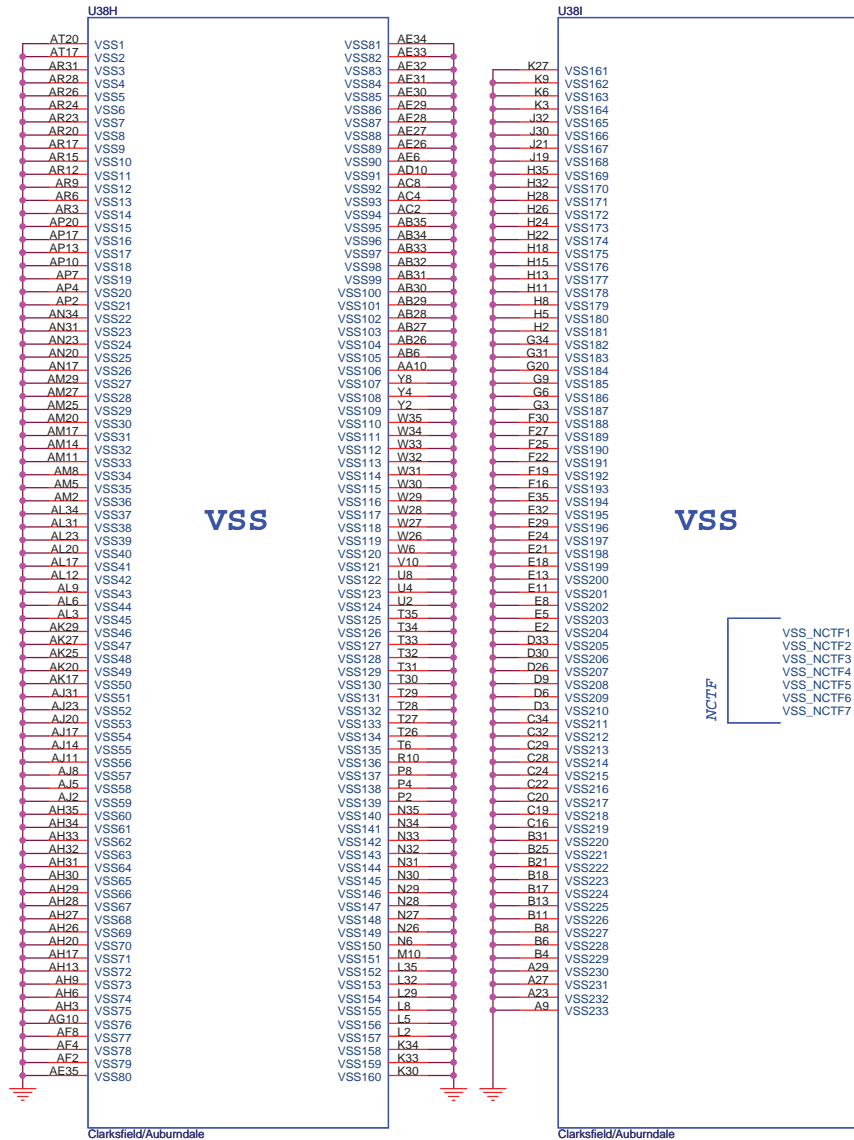 U38H
AT20 VSS1
AT17 VSS2
AR31 VSS3
AR28 VSS4
AR26 VSS5
AR24 VSS6
AR23 VSS7
AR20 VSS8
AR17 VSS9
AR15 VSS10
AR12 VSS11
AR9 VSS12
AR6 VSS13
AR3 VSS14
AP20 VSS15
AP17 VSS16
AP13 VSS17
AP10 VSS18
AP7 VSS19
AP4 VSS20
AP2 VSS21
AN34 VSS22
AN31 VSS23
AN23 VSS24
AN20 VSS25
AN17 VSS26
AM29 VSS27
AM27 VSS28
AM25 VSS29
AM20 VSS30
AM17 VSS31
AM14 VSS32
AM11 VSS33
AM8 VSS34
AM5 VSS35
AM2 VSS36
AL34 VSS37
AL31 VSS38
AL23 VSS39
AL20 VSS40
AL17 VSS41
AL12 VSS42
AL9 VSS43
AL6 VSS44
AL3 VSS45
AK29 VSS46
AK27 VSS47
AK25 VSS48
AK20 VSS49
AK17 VSS50
AJ31 VSS51
AJ23 VSS52
AJ20 VSS53
AJ17 VSS54
AJ14 VSS55
AJ11 VSS56
AJ8 VSS57
AJ5 VSS58
AJ2 VSS59
AH35 VSS60
AH34 VSS61
AH33 VSS62
AH32 VSS63
AH31 VSS64
AH30 VSS65
AH29 VSS66
AH28 VSS67
AH27 VSS68
AH26 VSS69
AH20 VSS70
AH17 VSS71
AH13 VSS72
AH9 VSS73
AH6 VSS74
AH3 VSS75
AG10 VSS76
AF8 VSS77
AF4 VSS78
AF2 VSS79
AE35 VSS80
VSS
VSS81 AE34
VSS82 AE33
VSS83 AE32
VSS84 AE31
VSS85 AE30
VSS86 AE29
VSS87 AE28
VSS88 AE27
VSS89 AE26
VSS90 AE6
VSS91 AD10
VSS92 AC8
VSS93 AC4
VSS94 AC2
VSS95 AB35
VSS96 AB34
VSS97 AB33
VSS98 AB32
VSS99 AB31
VSS100 AB30
VSS101 AB29
VSS102 AB28
VSS103 AB27
VSS104 AB26
VSS105 AB6
VSS106 AA10
VSS107 Y8
VSS108 Y4
VSS109 Y2
VSS110 W35
VSS111 W34
VSS112 W33
VSS113 W32
VSS114 W31
VSS115 W30
VSS116 W29
VSS117 W28
VSS118 W27
VSS119 W26
VSS120 W6
VSS121 V10
VSS122 U8
VSS123 U4
VSS124 U2
VSS125 T35
VSS126 T34
VSS127 T33
VSS128 T32
VSS129 T31
VSS130 T30
VSS131 T29
VSS132 T28
VSS133 T27
VSS134 T26
VSS135 T6
VSS136 R10
VSS137 P8
VSS138 P4
VSS139 P2
VSS140 N35
VSS141 N34
VSS142 N33
VSS143 N32
VSS144 N31
VSS145 N30
VSS146 N29
VSS147 N28
VSS148 N27
VSS149 N26
VSS150 N6
VSS151 M10
VSS152 L35
VSS153 L32
VSS154 L29
VSS155 L8
VSS156 L5
VSS157 L2
VSS158 K34
VSS159 K33
VSS160 K30
Clarksfield/Auburndale
U38I
K27 VSS161
K9 VSS162
K6 VSS163
K3 VSS164
J32 VSS165
J30 VSS166
J21 VSS167
J19 VSS168
H35 VSS169
H32 VSS170
H28 VSS171
H26 VSS172
H24 VSS173
H22 VSS174
H18 VSS175
H15 VSS176
H13 VSS177
H11 VSS178
H8 VSS179
H5 VSS180
H2 VSS181
G34 VSS182
G31 VSS183
G20 VSS184
G9 VSS185
G6 VSS186
G3 VSS187
F30 VSS188
F27 VSS189
F25 VSS190
F22 VSS191
F19 VSS192
F16 VSS193
E35 VSS194
E32 VSS195
E29 VSS196
E24 VSS197
E21 VSS198
E18 VSS199
E13 VSS200
E11 VSS201
E8 VSS202
E5 VSS203
E2 VSS204
D33 VSS205
D30 VSS206
D26 VSS207
D9 VSS208
D6 VSS209
D3 VSS210
C34 VSS211
C32 VSS212
C29 VSS213
C28 VSS214
C24 VSS215
C22 VSS216
C20 VSS217
C19 VSS218
C16 VSS219
B31 VSS220
B25 VSS221
B21 VSS222
B18 VSS223
B17 VSS224
B13 VSS225
B11 VSS226
B8 VSS227
B6 VSS228
B4 VSS229
A29 VSS230
A27 VSS231
A23 VSS232
A9 VSS233
VSS
NCTF
VSS_NCTF1
VSS_NCTF2
VSS_NCTF3
VSS_NCTF4
VSS_NCTF5
VSS_NCTF6
VSS_NCTF7
Clarksfield/Auburndale